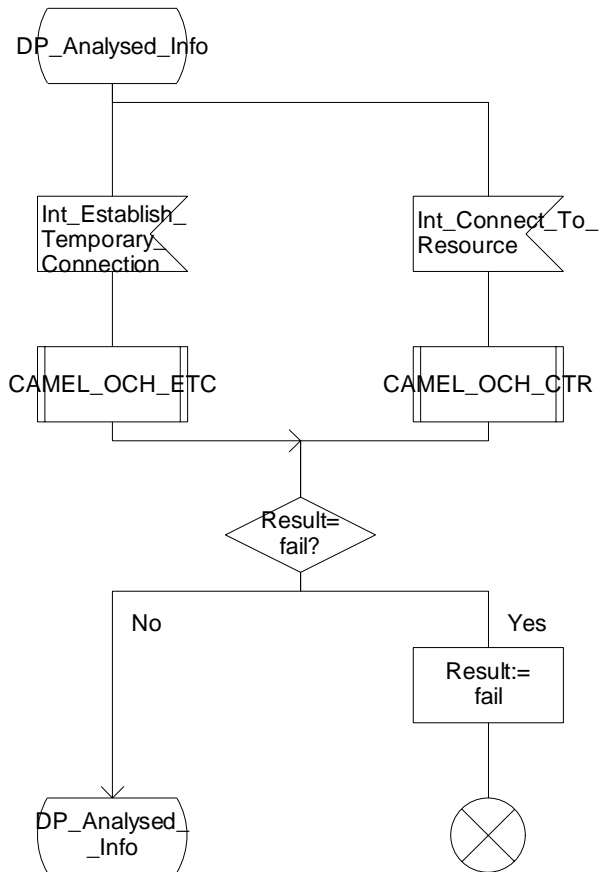 DP_Analysed_Info
Int_Establish_
Temporary_
Connection
Int_Connect_To_
Resource
CAMEL_OCH_ETC
CAMEL_OCH_CTR
Result=
fail?
No
Yes
Result:=
fail
DP_Analysed_
_Info